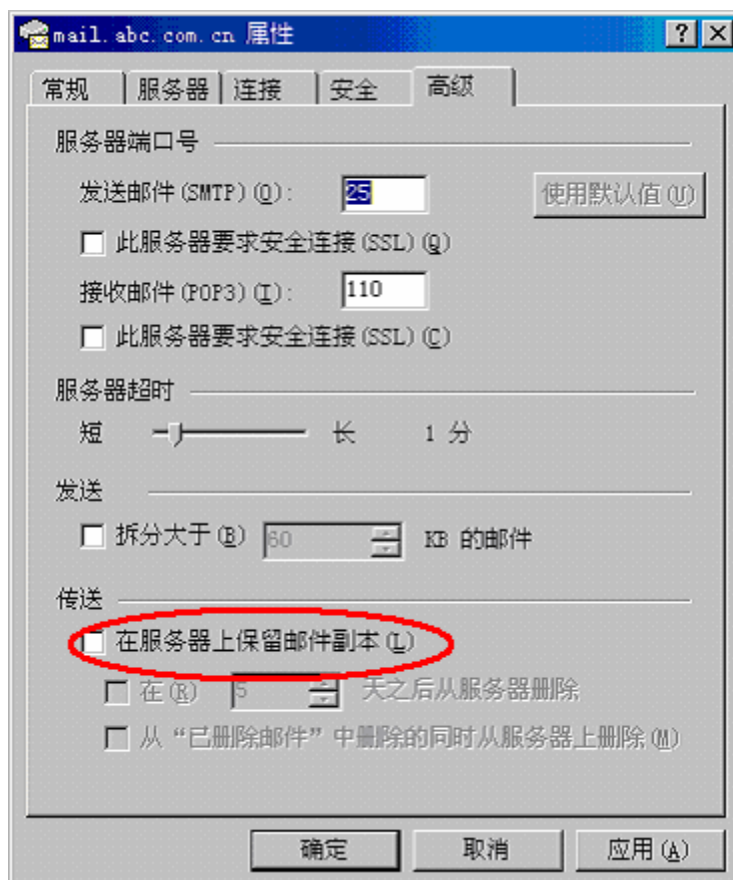 mail.abc.com.cn 属性
常规 服务器 连接 安全 高级
服务器端口号
发送邮件(SMTP)(O): 25 使用默认值(U)
此服务器要求安全连接(SSL)(Q)
接收邮件(POP3)(I): 110
此服务器要求安全连接(SSL)(C)
服务器超时
短 长 1 分
发送
拆分大于(B) 60 KB 的邮件
传送
在服务器上保留邮件副本(L)
在(R) 5 天之后从服务器删除
从“已删除邮件”中删除的同时从服务器上删除(M)
确定 取消 应用(A)